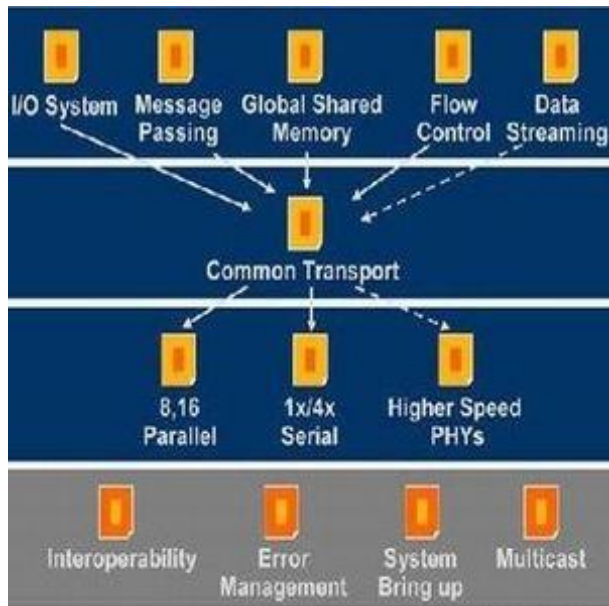 I/O System
Message
Passing
Global Shared
Memory
Flow
Control
Data
Streaming
Common Transport
8,16
Parallel
1x/4x
Serial
Higher Speed
PHYs
Interoperability
Error
Management
System
Bring up
Multicast